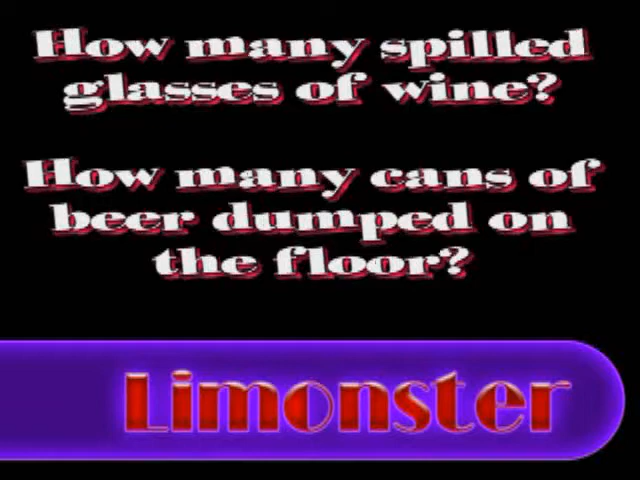 How many spilled
glasses of wine?
How many cans of
beer dumped on
the floor?
Limonster